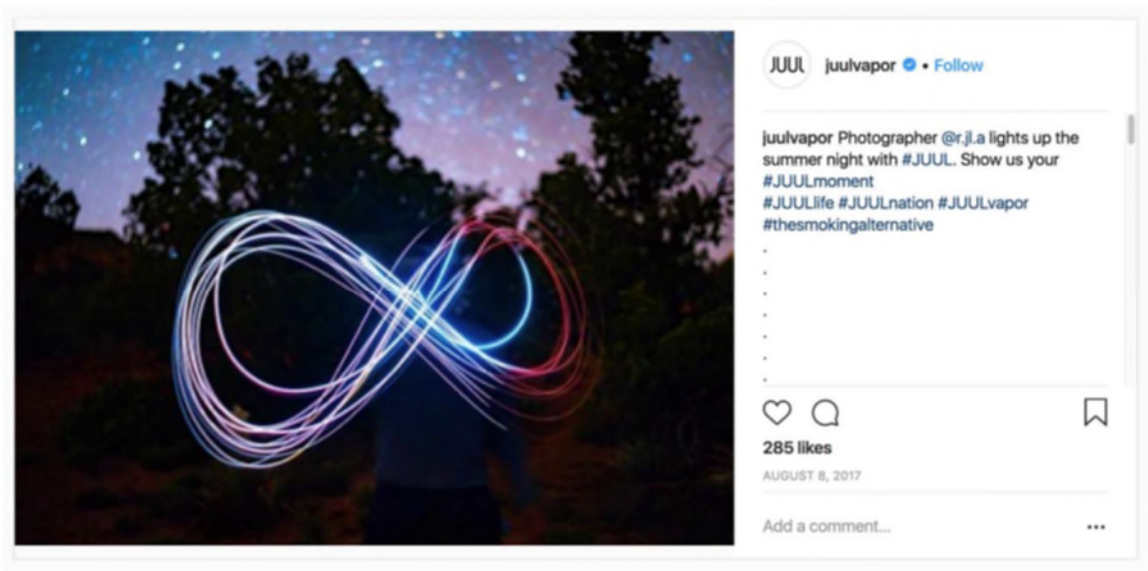 JUUL juulvapor • Follow
juulvapor Photographer @r.jl.a lights up the
summer night with #JUUL. Show us your
#JUULmoment
#JUULlife #JUULnation #JUULvapor
#thesmokingalternative
.
.
.
.
.
.
.
285 likes
AUGUST 8, 2017
Add a comment...